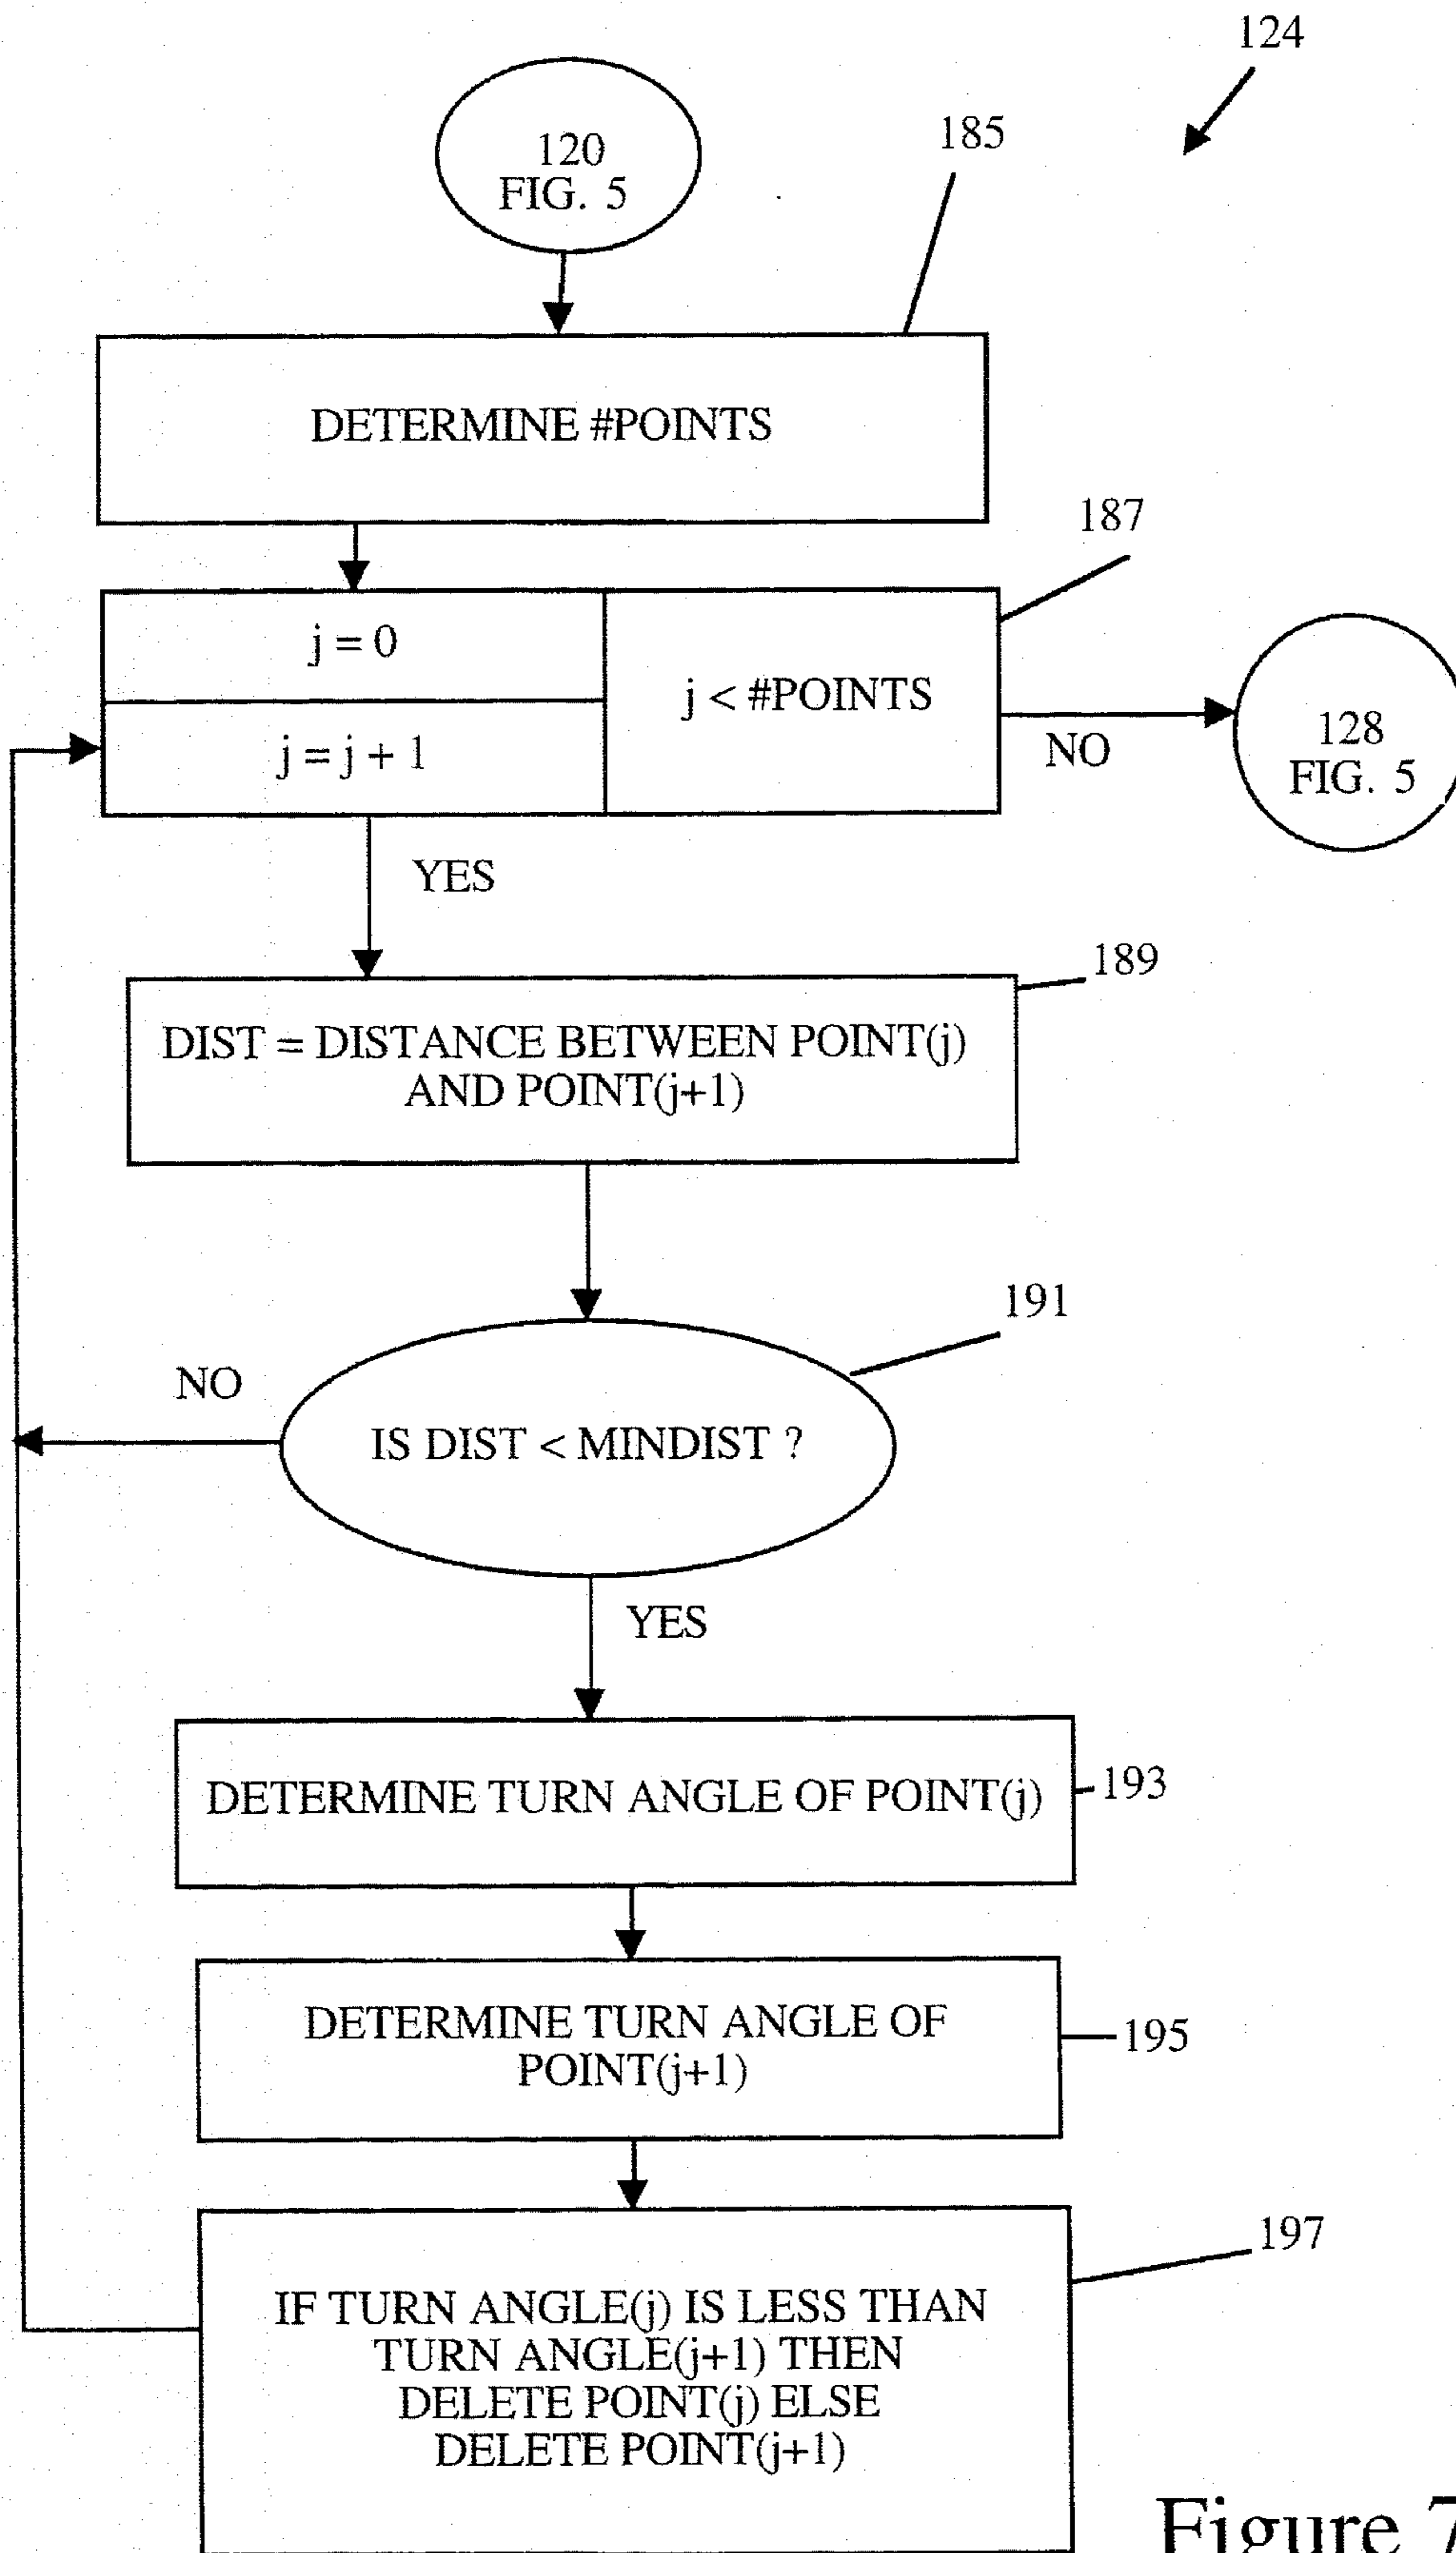 124
120
FIG. 5
185
DETERMINE #POINTS
187
j = 0
j < #POINTS
j = j + 1
NO
128
FIG. 5
YES
189
DIST = DISTANCE BETWEEN POINT(j)
AND POINT(j+1)
191
NO
IS DIST < MINDIST ?
YES
DETERMINE TURN ANGLE OF POINT(j)
193
DETERMINE TURN ANGLE OF
POINT(j+1)
195
197
IF TURN ANGLE(j) IS LESS THAN
TURN ANGLE(j+1) THEN
DELETE POINT(j) ELSE
DELETE POINT(j+1)
Figure 7